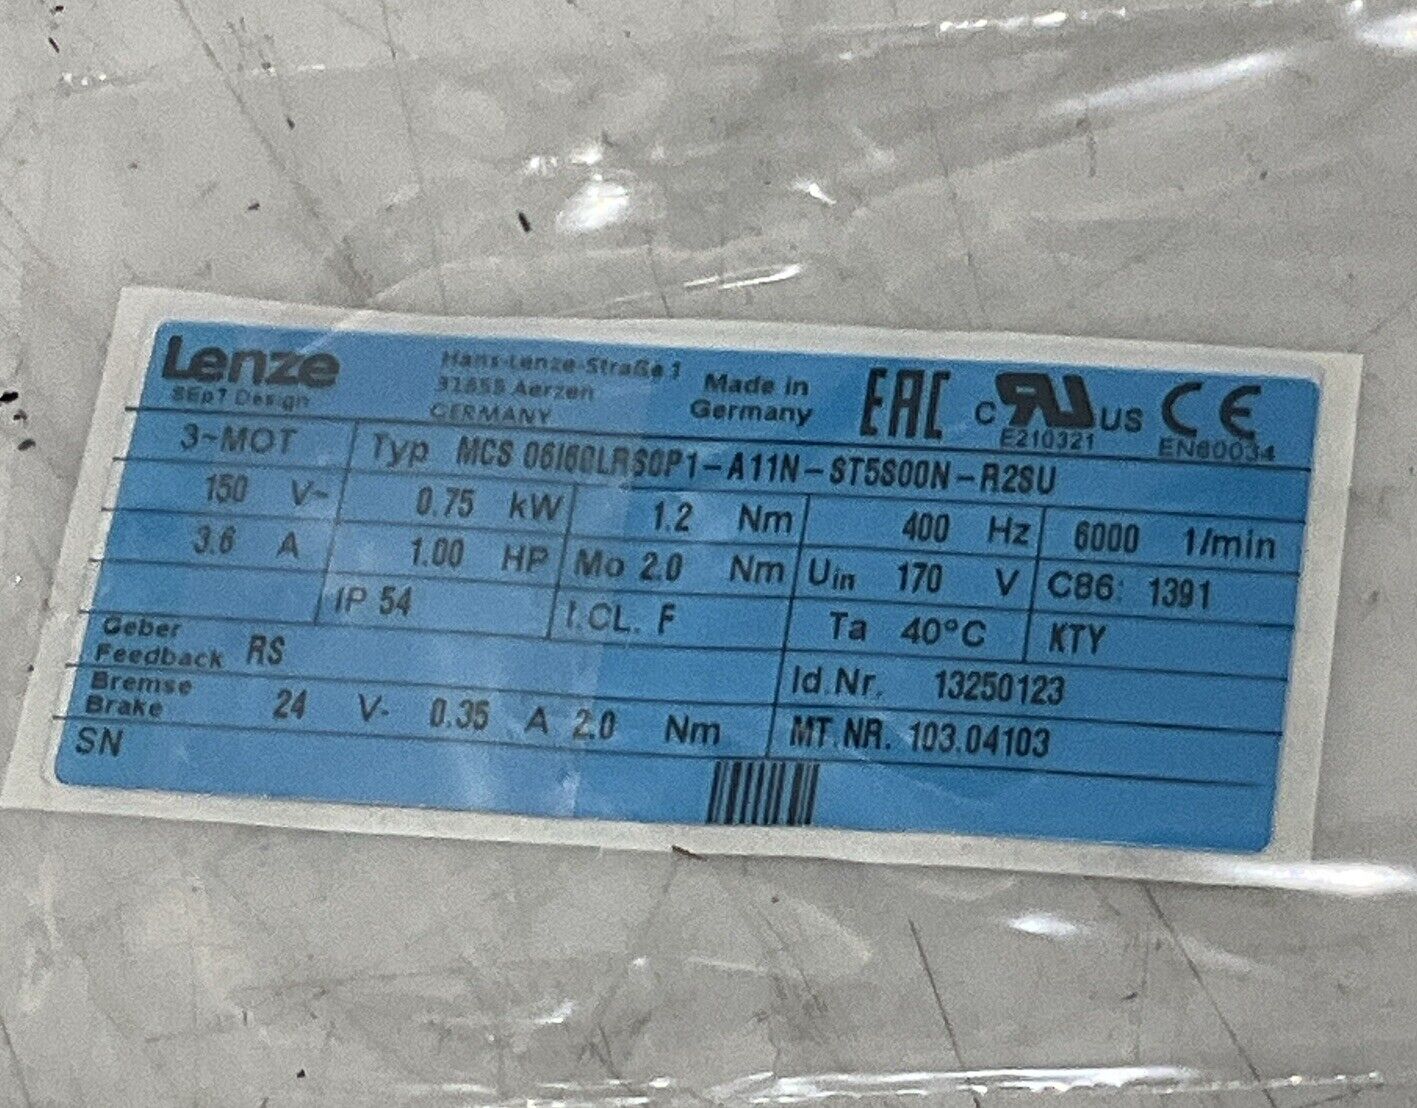 Lenze
Hans-Lenze-Straße 1
31855 Aerzen
GERMANY
Made in
Germany
EAC
C RU US
E210321
CE
EN60034
3~MOT
Typ MCS 06I60LRS0P1-A11N-ST5S00N-R2SU
150 V~ 0.75 kW 1.2 Nm 400 Hz 6000 1/min
3.6 A 1.00 HP Mo 2.0 Nm Uin 170 V C86: 1391
IP 54 I.CL. F Ta 40°C KTY
Geber
Feedback RS
Id.Nr. 13250123
Bremse
Brake 24 V- 0.35 A 2.0 Nm
MT.NR. 103.04103
SN